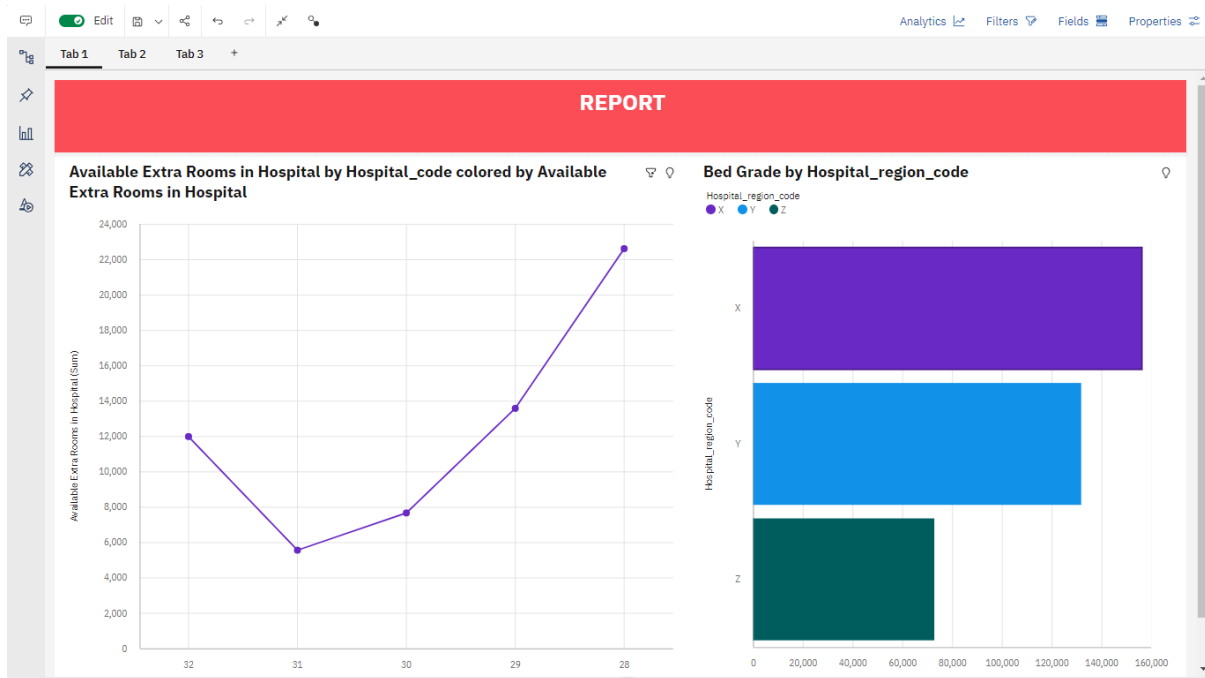 Edit
Analytics
Filters
Fields
Properties
Tab 1
Tab 2
Tab 3
+
REPORT
Available Extra Rooms in Hospital by Hospital_code colored by Available
Extra Rooms in Hospital
24,000
22,000
20,000
18,000
16,000
14,000
12,000
10,000
8,000
6,000
4,000
2,000
0
Available Extra Rooms in Hospital (Sum)
32
31
30
29
28
Bed Grade by Hospital_region_code
Hospital_region_code
X
Y
Z
Hospital_region_code
X
Y
Z
0
20,000
40,000
60,000
80,000
100,000
120,000
140,000
160,000